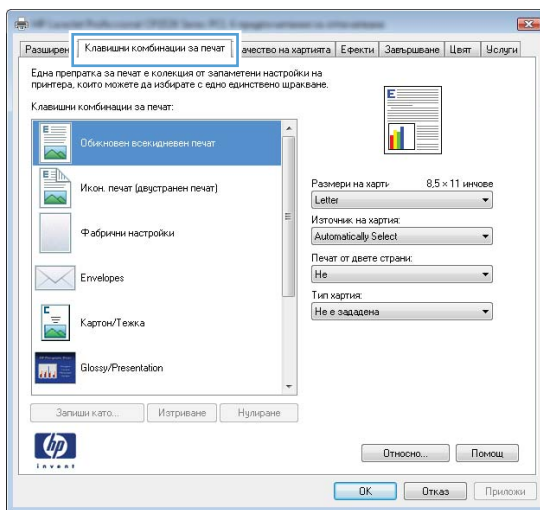 Разширен
Клавишни комбинации за печат
ачество на хартията
Ефекти
Завършване
Цвят
Услуги
Една препратка за печат е колекция от запаметени настройки на
принтера, които можете да избирате с едно единствено щракване.
Клавишни комбинации за печат:
Обикновен всекидневен печат
Икон. печат (двустранен печат)
Фабрични настройки
Envelopes
Картон/Тежка
Glossy/Presentation
Запиши като...
Изтриване
Нулиране
E
Размери на харти
8,5 × 11 инчове
Letter
Източник на хартия:
Automatically Select
Печат от двете страни:
Не
Тип хартия:
Не е зададена
hp
invent
Относно...
Помощ
OK
Отказ
Приложи